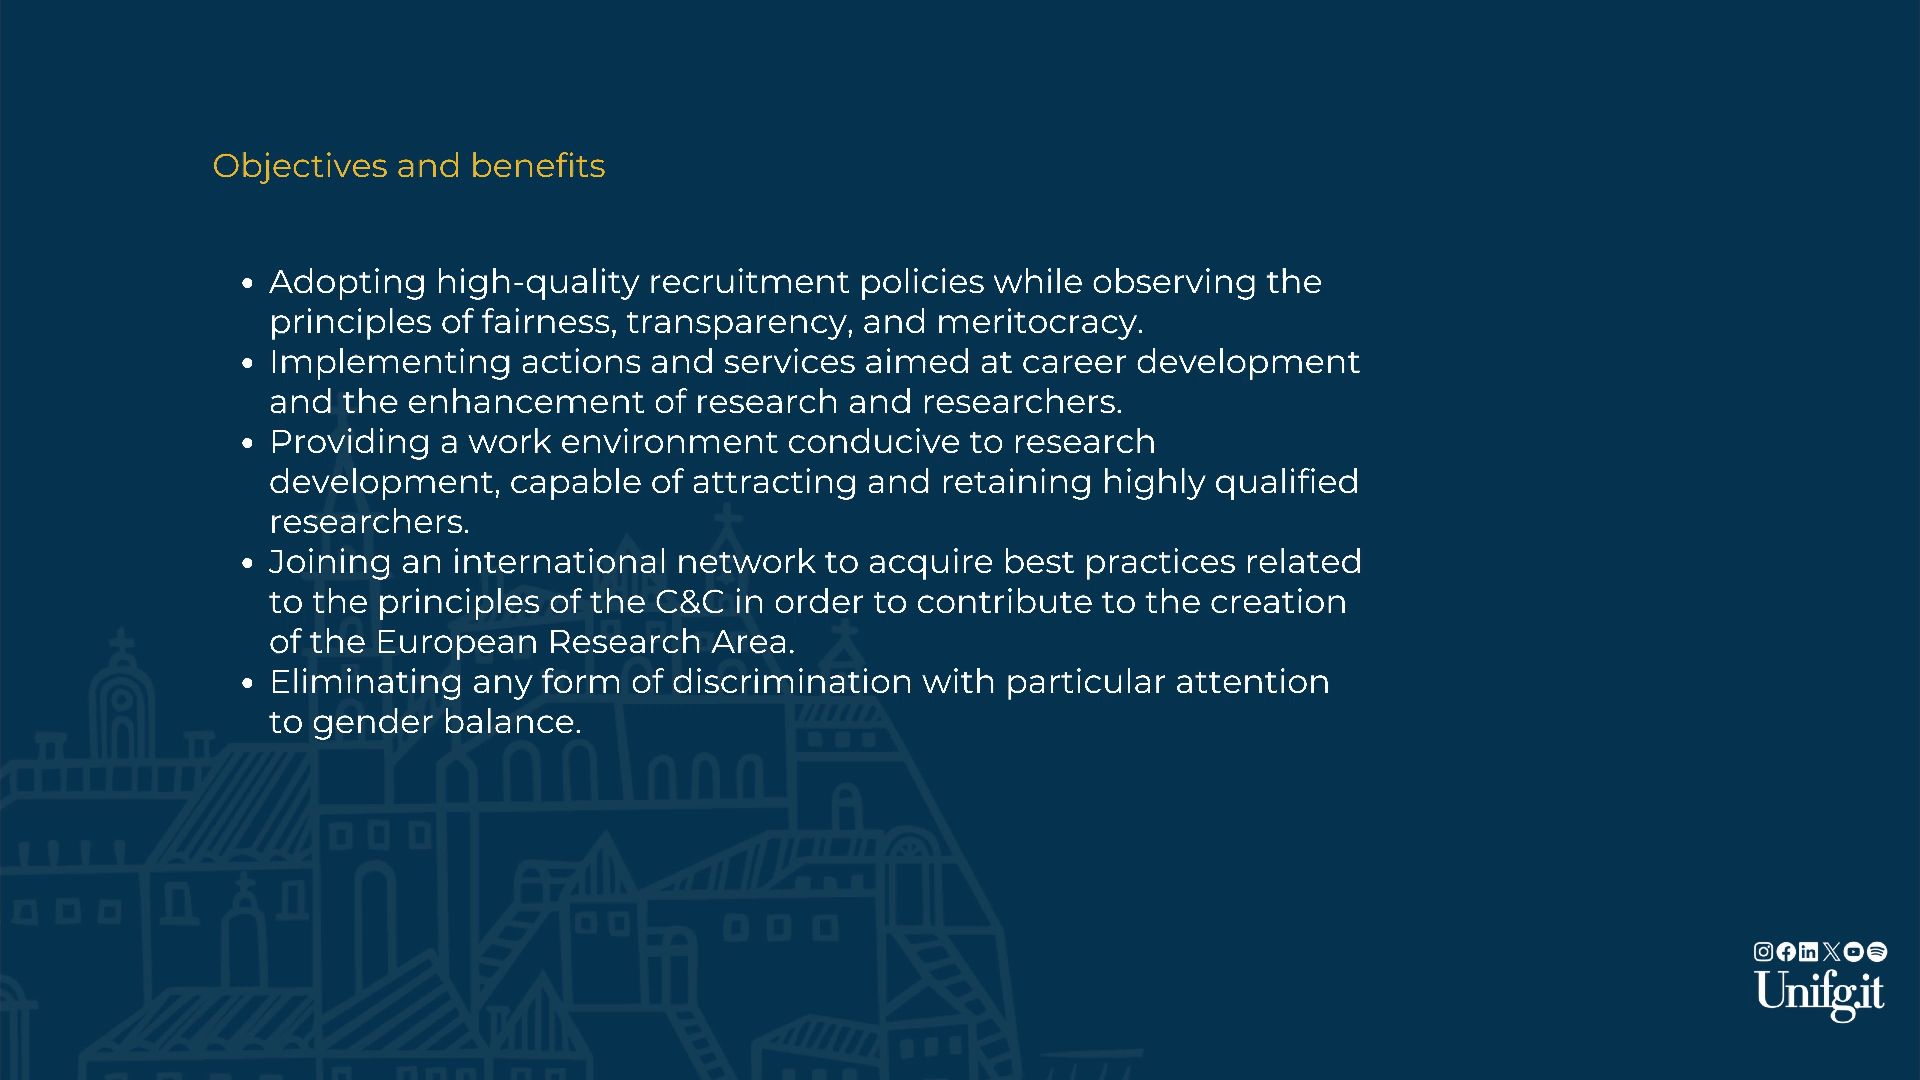 Objectives and benefits
• Adopting high-quality recruitment policies while observing the
principles of fairness, transparency, and meritocracy.
• Implementing actions and services aimed at career development
and the enhancement of research and researchers.
• Providing a work environment conducive to research
development, capable of attracting and retaining highly qualified
researchers.
• Joining an international network to acquire best practices related
to the principles of the C&C in order to contribute to the creation
of the European Research Area.
• Eliminating any form of discrimination with particular attention
to gender balance.
Unifg.it